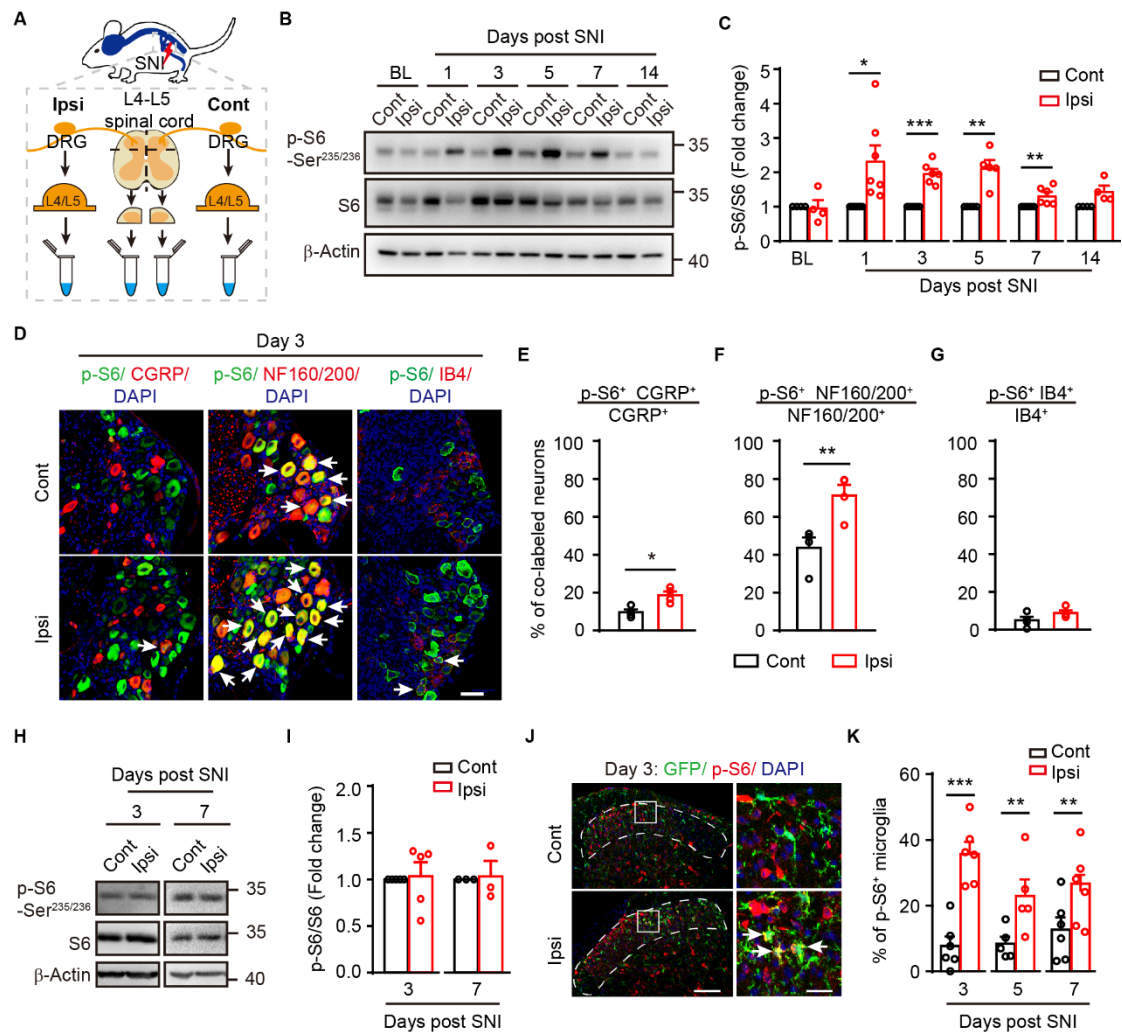 A
SNI
Ipsi
L4-L5
spinal cord
Cont
DRG
DRG
L4/L5
L4/L5
B
Days post SNI
BL 1 3 5 7 14
Cont Ipsi Cont Ipsi Cont Ipsi Cont Ipsi Cont Ipsi Cont Ipsi
p-S6
-Ser235/236
35
S6
35
β-Actin
40
C
p-S6/S6 (Fold change)
5
4
3
2
1
0
Cont
Ipsi
* *** ** **
BL 1 3 5 7 14
Days post SNI
D
Day 3
p-S6/ CGRP/ DAPI
p-S6/ NF160/200/ DAPI
p-S6/ IB4/ DAPI
Cont
Ipsi
E
p-S6+ CGRP+
CGRP+
% of co-labeled neurons
100
80
60
40
20
0
*
F
p-S6+ NF160/200+
NF160/200+
100
80
60
40
20
0
**
Cont Ipsi
G
p-S6+ IB4+
IB4+
100
80
60
40
20
0
H
Days post SNI
3 7
Cont Ipsi Cont Ipsi
p-S6
-Ser235/236
35
S6
35
β-Actin
40
I
p-S6/S6 (Fold change)
2.0
1.5
1.0
0.5
0.0
Cont
Ipsi
3 7
Days post SNI
J
Day 3: GFP/ p-S6/ DAPI
Cont
Ipsi
K
% of p-S6+ microglia
60
40
20
0
Cont
Ipsi
*** ** **
3 5 7
Days post SNI